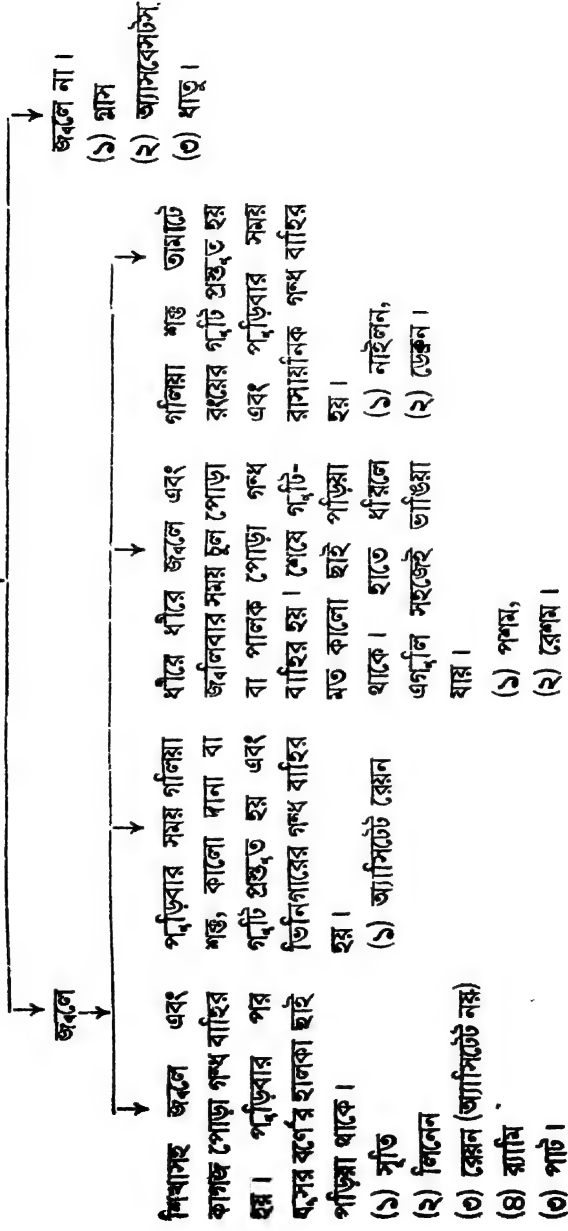 জ্বলে
জ্বলে না।
(১) গ্লাস
(২) অ্যাসবেসটস্
(৩) ধাতু।
শিখাসহ জ্বলে এবং
কাগজ পোড়া গন্ধ বাহির
হয়। পুড়িবার পর
ধূসর বর্ণের হালকা ছাই
পড়িয়া থাকে।
(১) সূতি
(২) লিনেন
(৩) রেয়ন (অ্যাসিটেট নয়)
(৪) র‍্যামি
(৩) পাট।
পুড়িবার সময় গলিয়া
শক্ত, কালো দানা বা
গুটি প্রস্তুত হয় এবং
ভিনিগারের গন্ধ বাহির
হয়।
(১) অ্যাসিটেট রেয়ন
ধীরে ধীরে জ্বলে এবং
জ্বলিবার সময় চুল পোড়া
বা পালক পোড়া গন্ধ
বাহির হয়। শেষে গুটি-
মত কালো ছাই পড়িয়া
থাকে। হাতে ধরিলে
এগুলি সহজেই ভাঙিয়া
যায়।
(১) পশম,
(২) রেশম।
গলিয়া শক্ত তামাটে
রংয়ের গুটি প্রস্তুত হয়
এবং পুড়িবার সময়
রাসায়নিক গন্ধ বাহির
হয়।
(১) নাইলন,
(২) ডেক্রন।